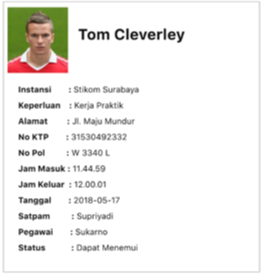 Tom Cleverley
Instansi : Stikom Surabaya
Keperluan : Kerja Praktik
Alamat : Jl. Maju Mundur
No KTP : 31530492332
No Pol : W 3340 L
Jam Masuk : 11.44.59
Jam Keluar : 12.00.01
Tanggal : 2018-05-17
Satpam : Supriyadi
Pegawai : Sukarno
Status : Dapat Menemui